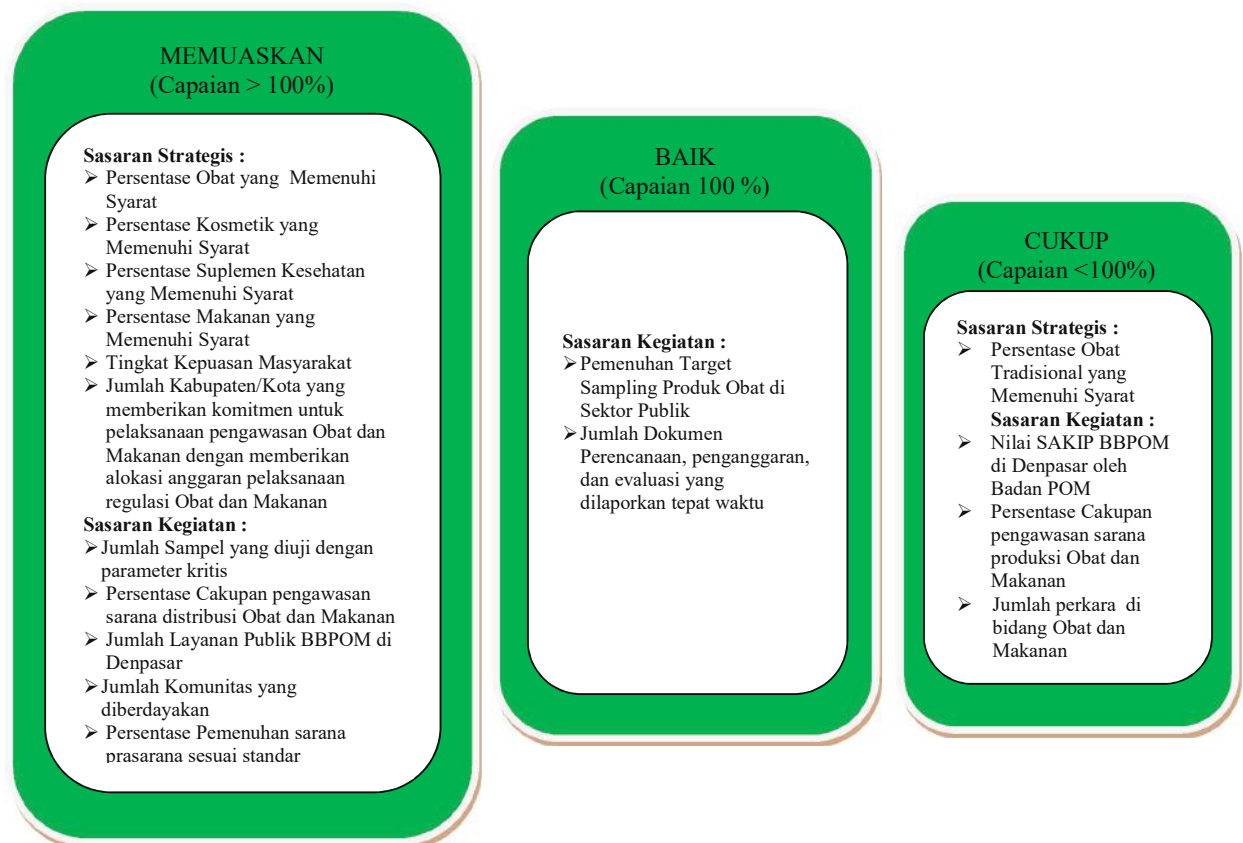 MEMUASKAN
(Capaian > 100%)
Sasaran Strategis :
➢ Persentase Obat yang Memenuhi
Syarat
➢ Persentase Kosmetik yang
Memenuhi Syarat
➢ Persentase Suplemen Kesehatan
yang Memenuhi Syarat
➢ Persentase Makanan yang
Memenuhi Syarat
➢ Tingkat Kepuasan Masyarakat
➢ Jumlah Kabupaten/Kota yang
memberikan komitmen untuk
pelaksanaan pengawasan Obat dan
Makanan dengan memberikan
alokasi anggaran pelaksanaan
regulasi Obat dan Makanan
Sasaran Kegiatan :
➢ Jumlah Sampel yang diuji dengan
parameter kritis
➢ Persentase Cakupan pengawasan
sarana distribusi Obat dan Makanan
➢ Jumlah Layanan Publik BBPOM di
Denpasar
➢ Jumlah Komunitas yang
diberdayakan
➢ Persentase Pemenuhan sarana
prasarana sesuai standar
BAIK
(Capaian 100 %)
Sasaran Kegiatan :
➢ Pemenuhan Target
Sampling Produk Obat di
Sektor Publik
➢ Jumlah Dokumen
Perencanaan, penganggaran,
dan evaluasi yang
dilaporkan tepat waktu
CUKUP
(Capaian <100%)
Sasaran Strategis :
➢ Persentase Obat
Tradisional yang
Memenuhi Syarat
Sasaran Kegiatan :
➢ Nilai SAKIP BBPOM
di Denpasar oleh
Badan POM
➢ Persentase Cakupan
pengawasan sarana
produksi Obat dan
Makanan
➢ Jumlah perkara di
bidang Obat dan
Makanan